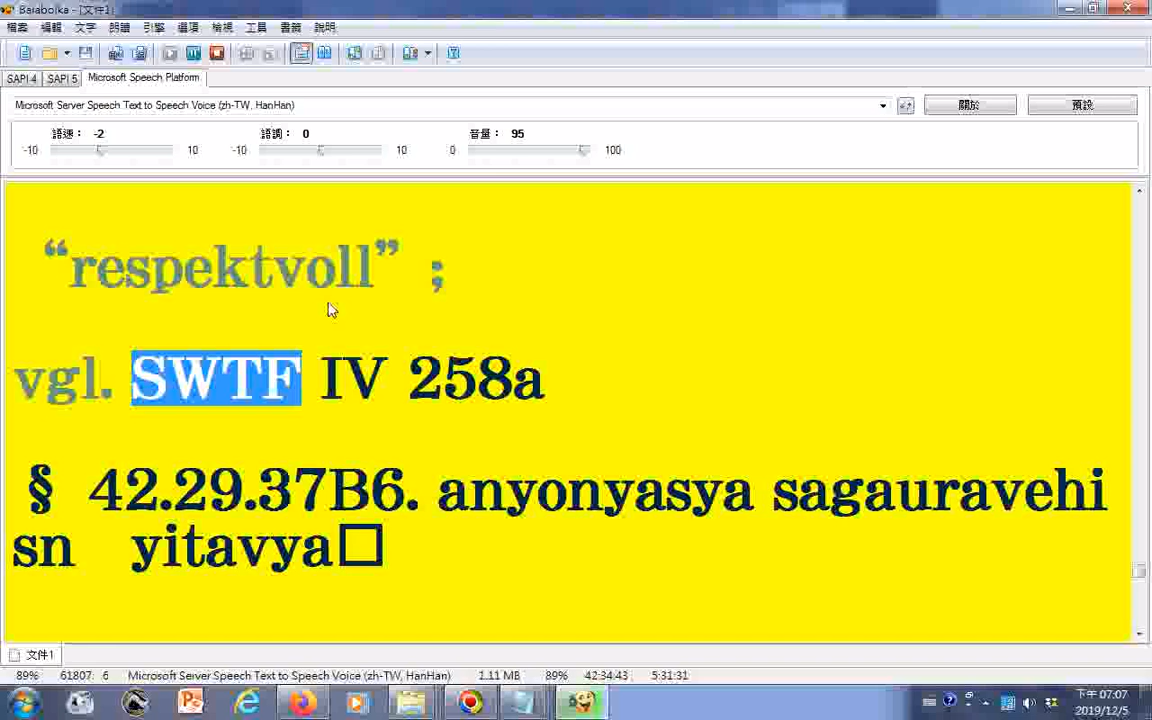 Balabolka - [文件1]
檔案 編輯 文字 朗讀 引擎 選項 檢視 工具 書籤 說明
SAPI 4 SAPI 5 Microsoft Speech Platform
Microsoft Server Speech Text to Speech Voice (zh-TW, HanHan) 關於 預設
語速： -2 語調： 0 音量： 95
-10 10 -10 10 0 100
“respektvoll” ;
vgl. SWTF IV 258a
§ 42.29.37B6. anyonyasya sagauravehi
sn yitavya□
文件1
89% 61807: 6 Microsoft Server Speech Text to Speech Voice (zh-TW, HanHan) 1.11 MB 89% 42:34:43 5:31:31
下午 07:07
2019/12/5